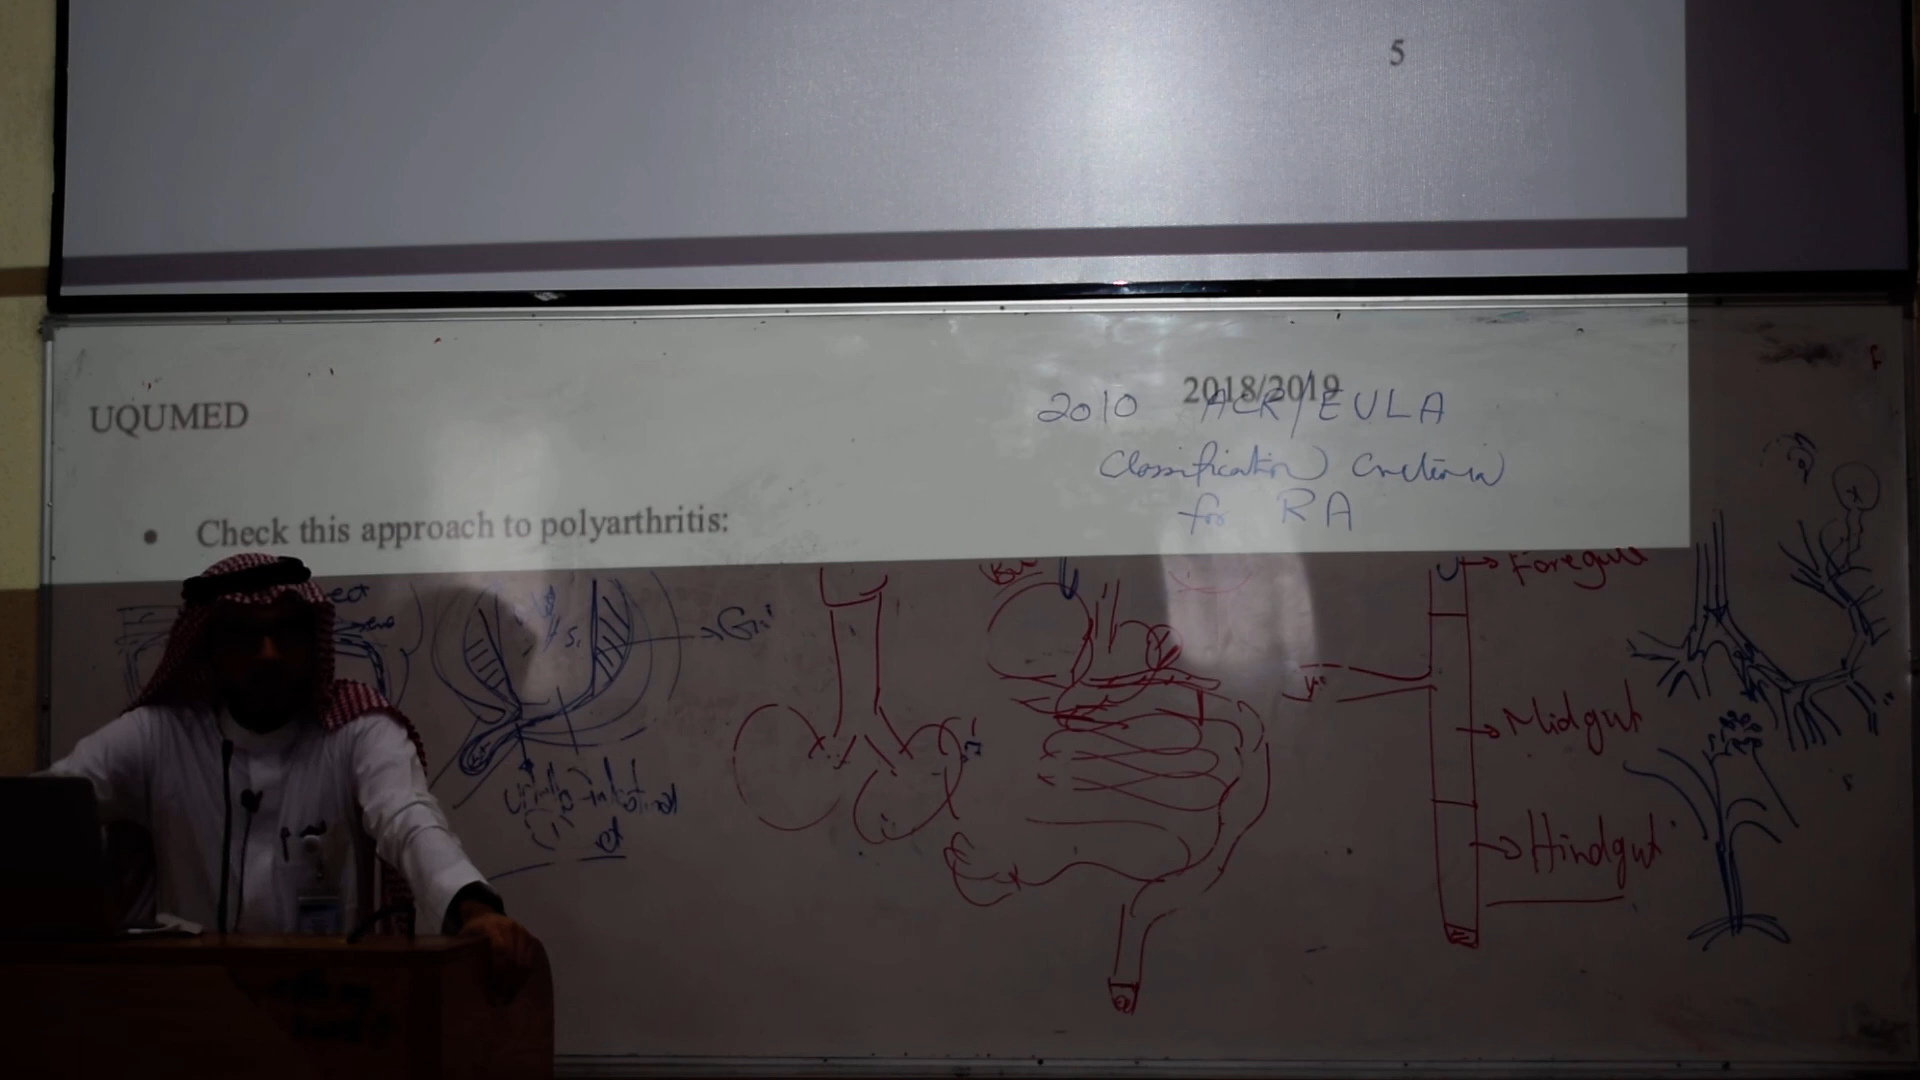 5
UQUMED
2018/2019
2010 ACR/EULA
Classification Criteria
for RA
• Check this approach to polyarthritis:
Foregut
Midgut
Hindgut